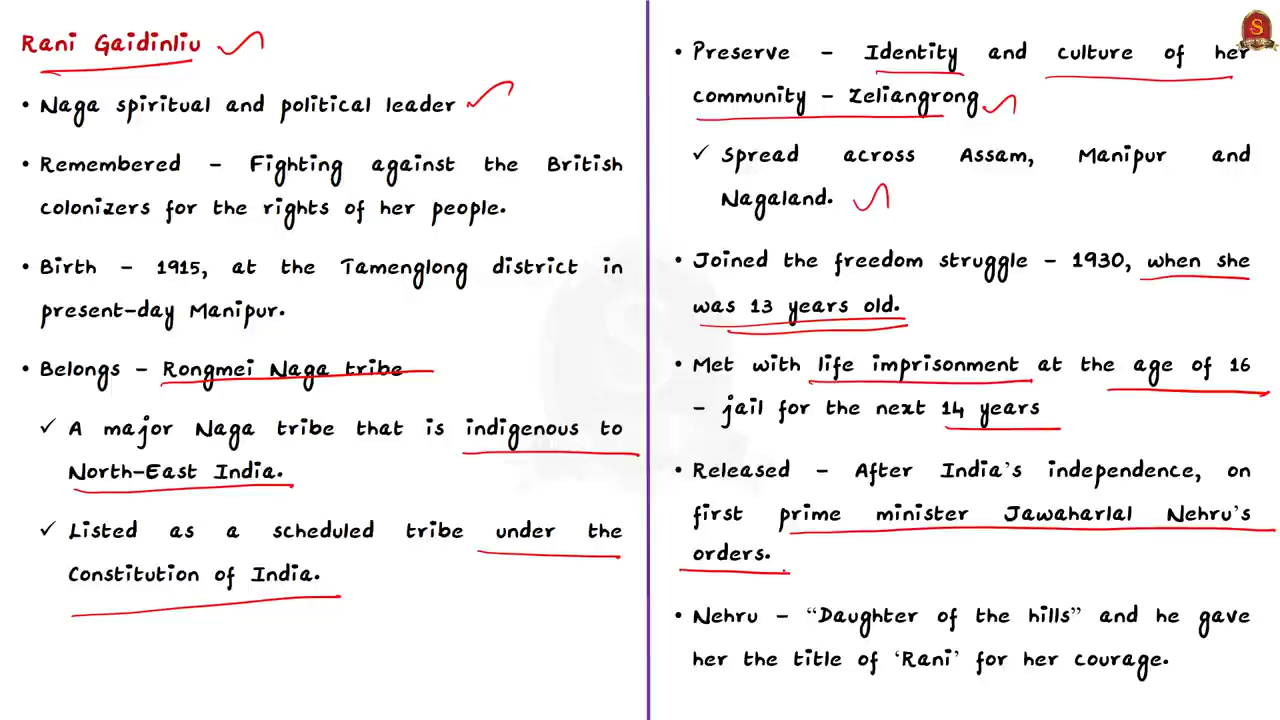 Rani Gaidinliu
• Naga spiritual and political leader
• Remembered - Fighting against the British
colonizers for the rights of her people.
• Birth - 1915, at the Tamenglong district in
present-day Manipur.
• Belongs - Rongmei Naga tribe
✓ A major Naga tribe that is indigenous to
North-East India.
✓ Listed as a scheduled tribe under the
Constitution of India.
• Preserve - Identity and culture of her
community - Zeliangrong
✓ Spread across Assam, Manipur and
Nagaland.
• Joined the freedom struggle - 1930, when she
was 13 years old.
• Met with life imprisonment at the age of 16
- jail for the next 14 years
• Released - After India's independence, on
first prime minister Jawaharlal Nehru's
orders.
• Nehru - "Daughter of the hills" and he gave
her the title of 'Rani' for her courage.